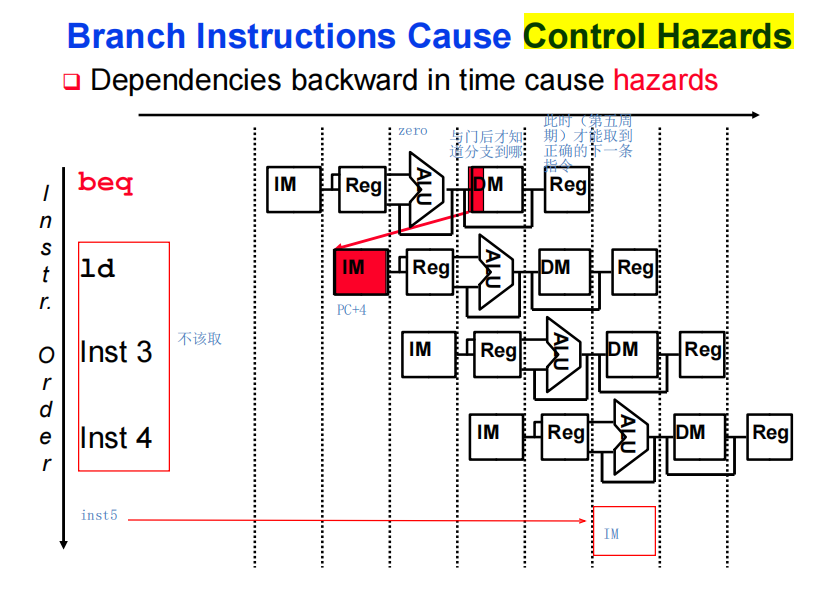 Branch Instructions Cause Control Hazards
Dependencies backward in time cause hazards
zero
与门后才知
道分支到哪
此时（第五周
期）才能取到
正确的下一条
指令
Instr. Order
beq
IM Reg ALU DM Reg
ld
IM Reg ALU DM Reg
PC+4
不该取
Inst 3
IM Reg ALU DM Reg
Inst 4
IM Reg ALU DM Reg
inst5
IM